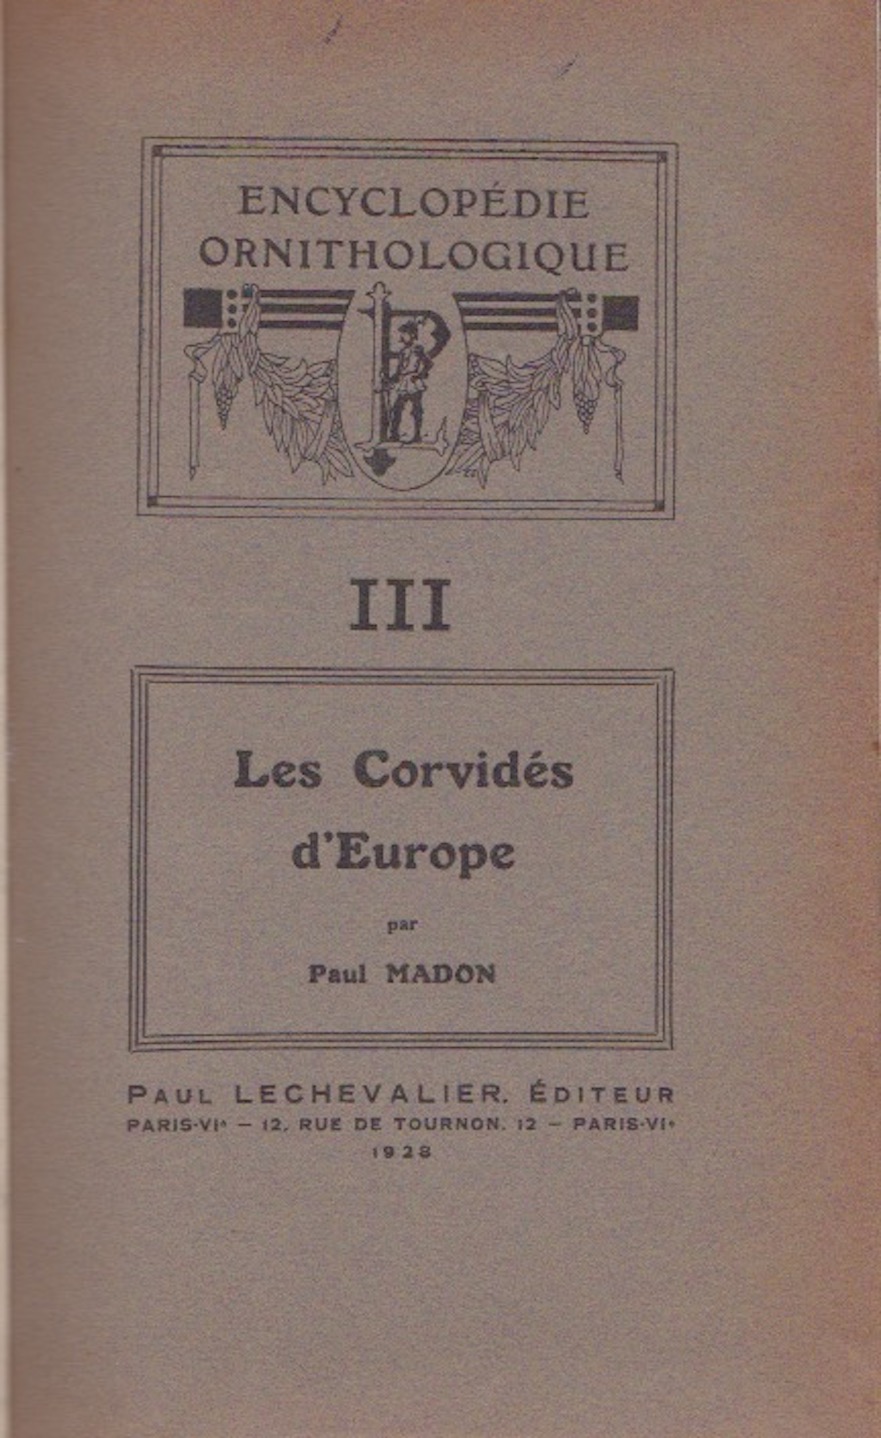 ENCYCLOPÉDIE
ORNITHOLOGIQUE
III
Les Corvidés
d'Europe
par
Paul MADON
PAUL LECHEVALIER, ÉDITEUR
PARIS-VIe – 12, RUE DE TOURNON, 12 – PARIS-VIe
1928